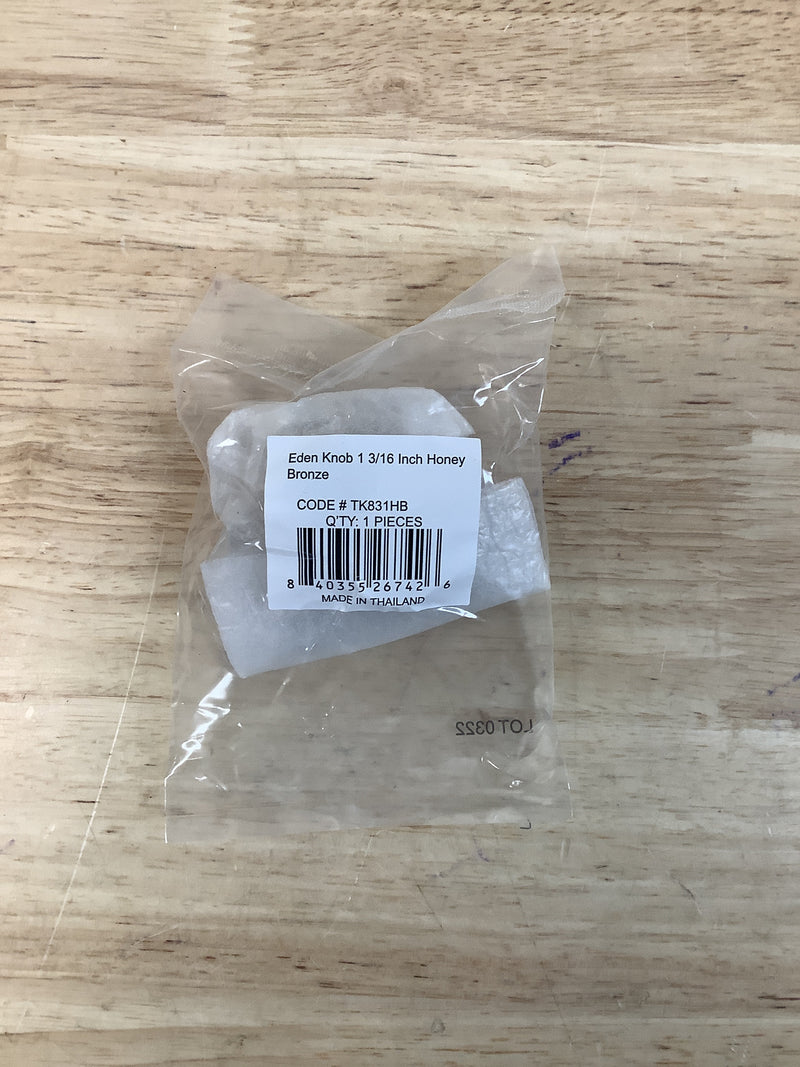 Eden Knob 1 3/16 Inch Honey
Bronze
CODE # TK831HB
Q'TY: 1 PIECES
8 40355 26742 6
MADE IN THAILAND
LOT 0322